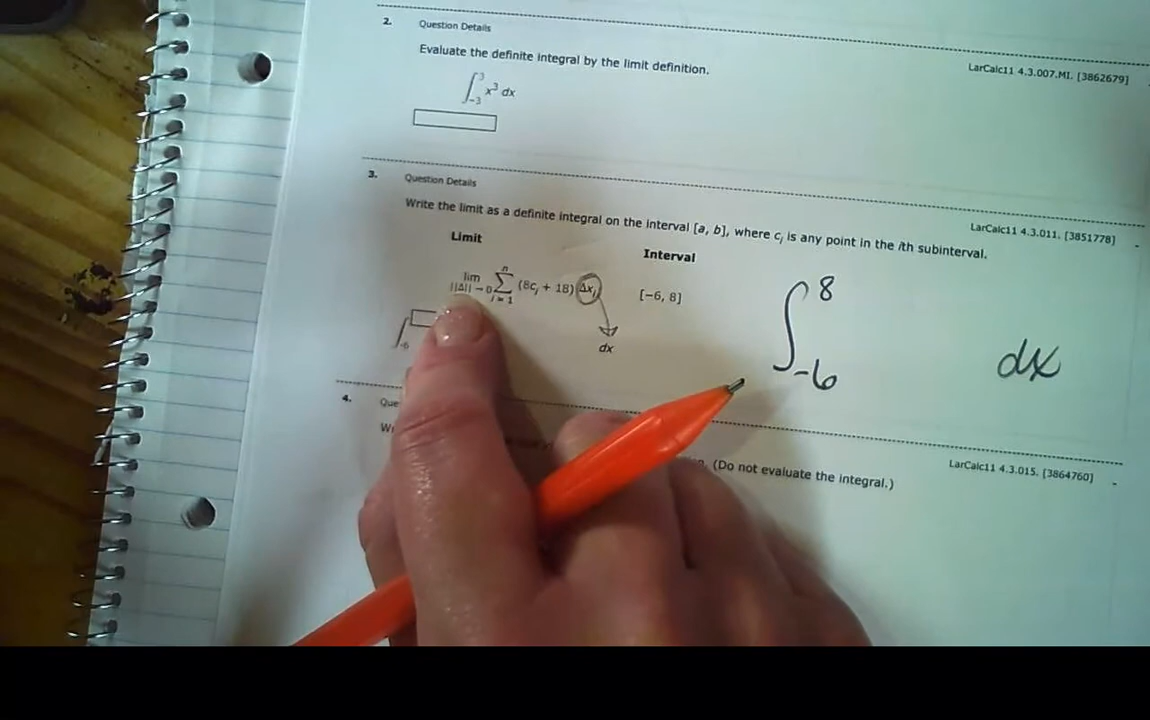 2. Question Details
LarCalc11 4.3.007.MI. [3862679]
Evaluate the definite integral by the limit definition.
∫₋₃³ x³ dx
3. Question Details
LarCalc11 4.3.011. [3851778]
Write the limit as a definite integral on the interval [a, b], where cᵢ is any point in the ith subinterval.
Limit Interval
lim ||Δ|| → 0 Σ i = 1 n (8cᵢ + 18) Δxᵢ [−6, 8]
dx
∫ -6
∫ 8 -6 dx
4. Que
LarCalc11 4.3.015. [3864760]
(Do not evaluate the integral.)